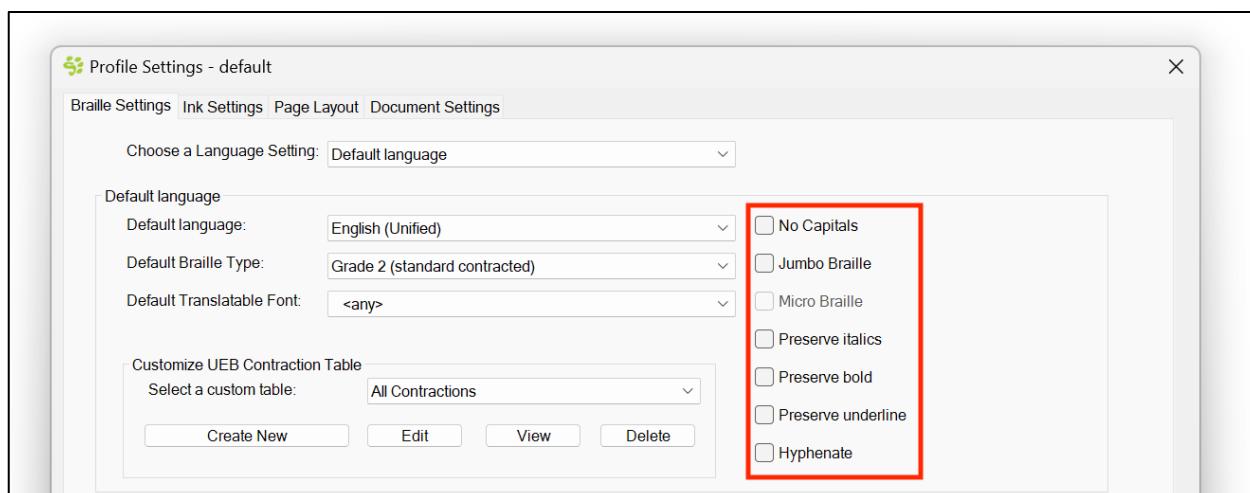 Profile Settings - default
Braille Settings Ink Settings Page Layout Document Settings
Choose a Language Setting: Default language
Default language
Default language: English (Unified) No Capitals
Default Braille Type: Grade 2 (standard contracted) Jumbo Braille
Default Translatable Font: <any> Micro Braille
Preserve italics
Customize UEB Contraction Table
Select a custom table: All Contractions Preserve bold
Preserve underline
Create New Edit View Delete
Hyphenate